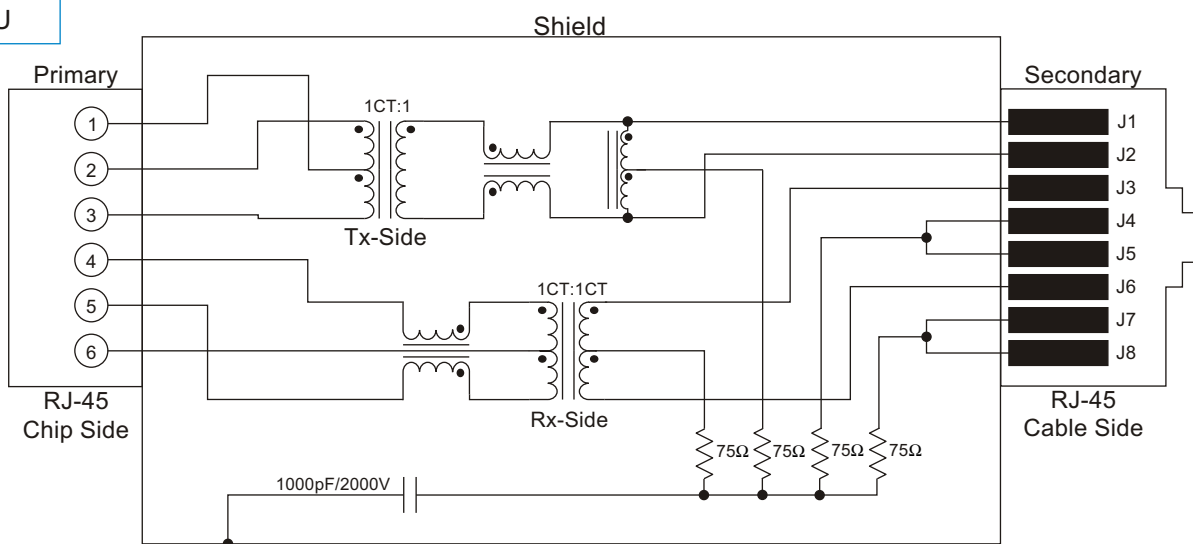 U
Shield
Primary
Secondary
1
2
3
4
5
6
1CT:1
Tx-Side
1CT:1CT
Rx-Side
J1
J2
J3
J4
J5
J6
J7
J8
RJ-45
Chip Side
RJ-45
Cable Side
75Ω 75Ω 75Ω 75Ω
1000pF/2000V